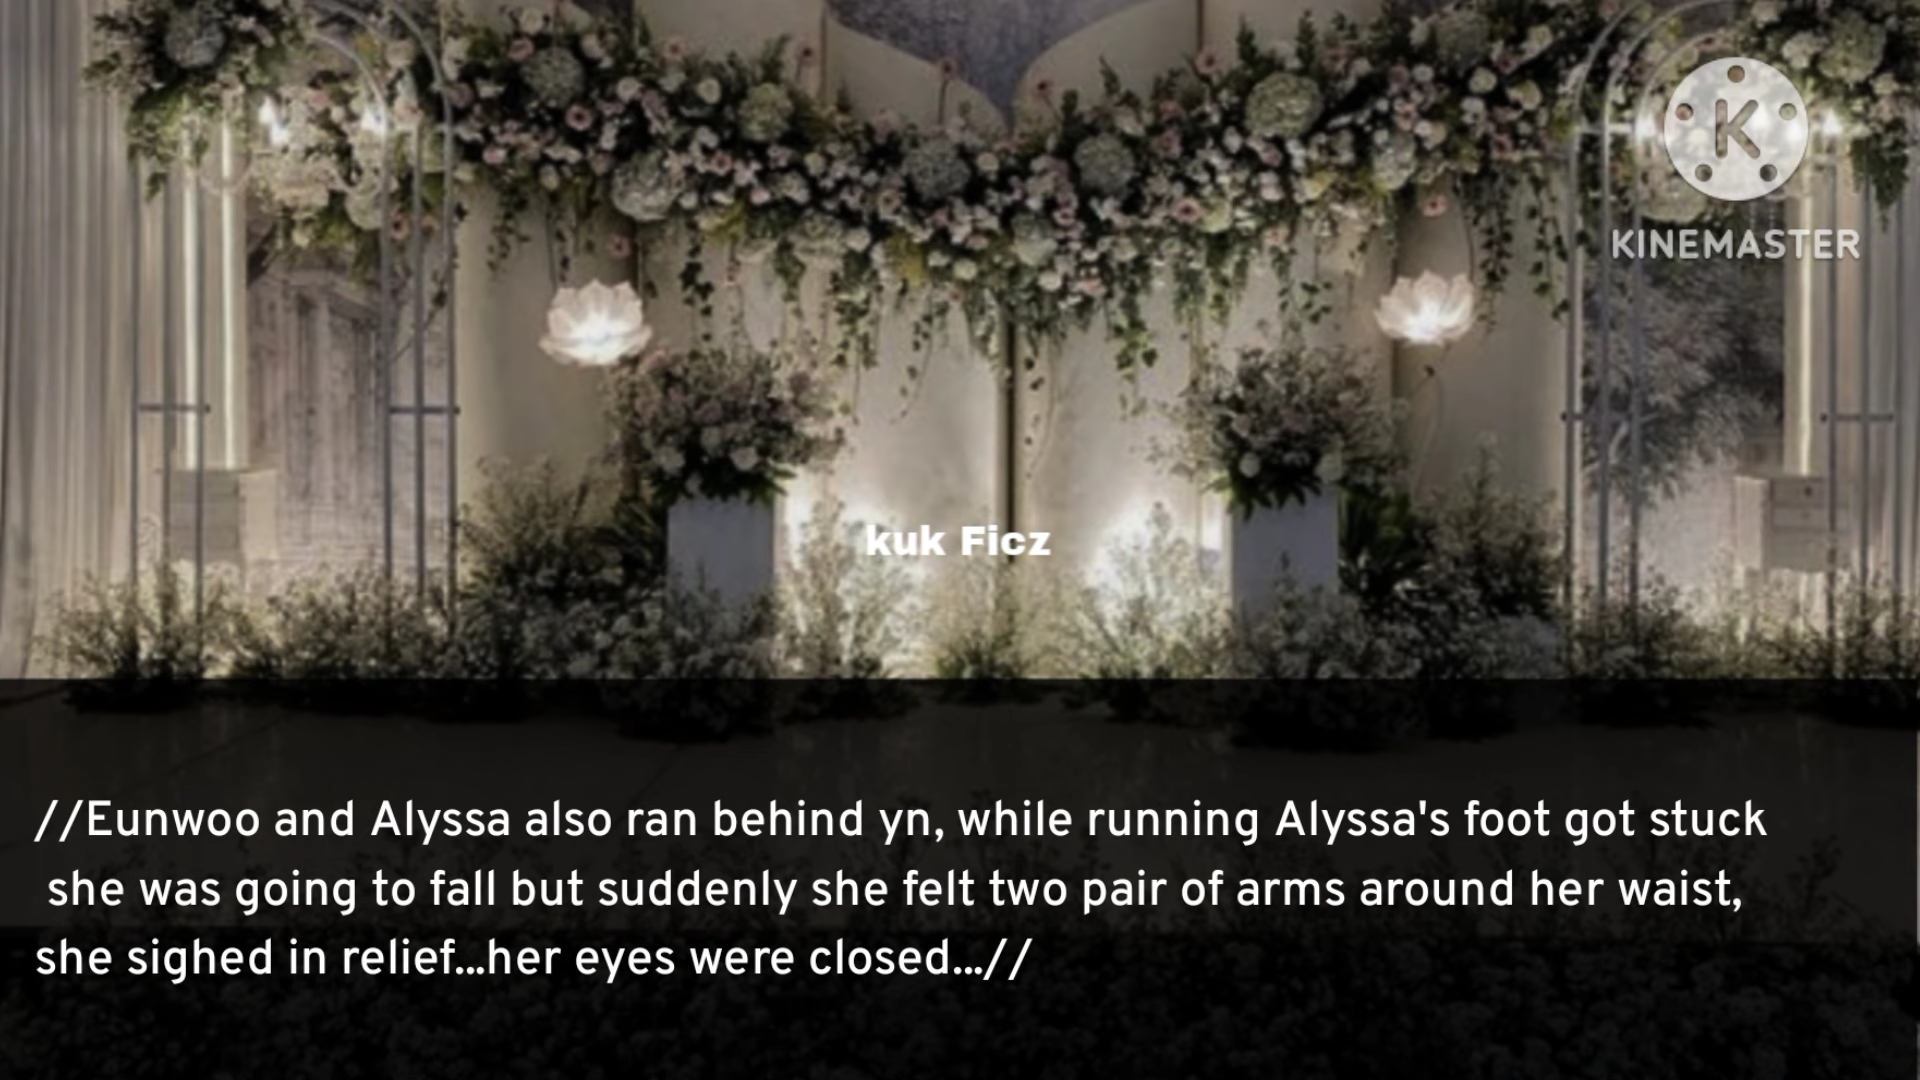 KINEMASTER
kuk Ficz
//Eunwoo and Alyssa also ran behind yn, while running Alyssa's foot got stuck
she was going to fall but suddenly she felt two pair of arms around her waist,
she sighed in relief...her eyes were closed...//